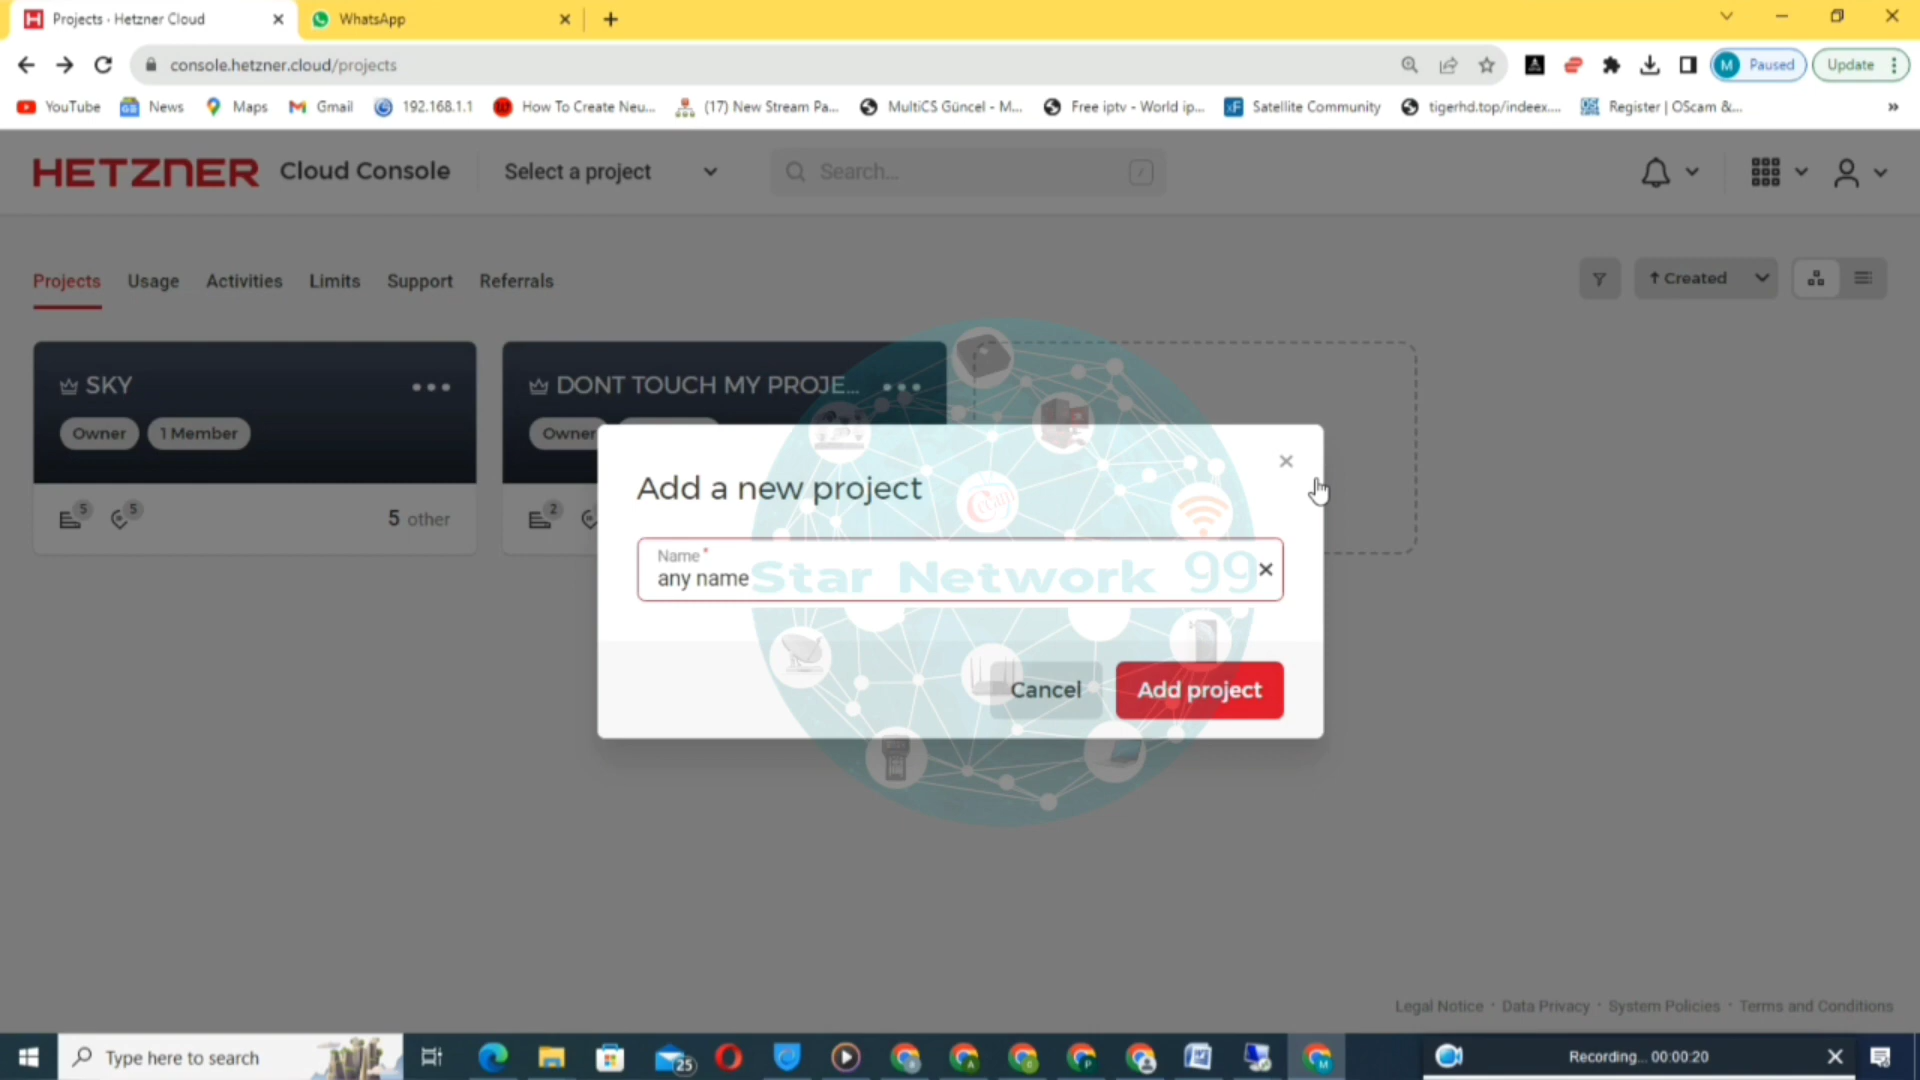 Projects · Hetzner Cloud
WhatsApp
console.hetzner.cloud/projects
M Paused
Update
YouTube
News
Maps
Gmail
192.168.1.1
How To Create Neu...
(17) New Stream Pa...
MultiCS Güncel - M...
Free iptv - World ip...
Satellite Community
tigerhd.top/indeex....
Register | OScam &...
»
HETZNER Cloud Console
Select a project
Search...
/
Projects
Usage
Activities
Limits
Support
Referrals
↑ Created
SKY
Owner
1 Member
5
5
5 other
DONT TOUCH MY PROJE...
Owner
2
Add a new project
Name *
any name
Star Network 99
Cancel
Add project
Legal Notice · Data Privacy · System Policies · Terms and Conditions
Type here to search
25
Recording... 00:00:20